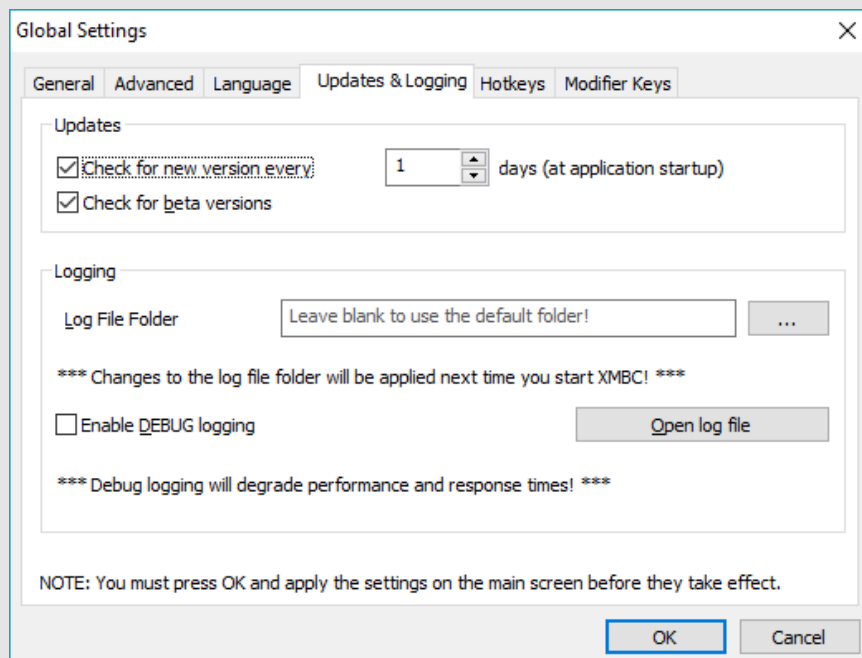 Global Settings
General Advanced Language Updates & Logging Hotkeys Modifier Keys
Updates
Check for new version every 1 days (at application startup)
Check for beta versions
Logging
Log File Folder Leave blank to use the default folder! ...
*** Changes to the log file folder will be applied next time you start XMBC! ***
Enable DEBUG logging Open log file
*** Debug logging will degrade performance and response times! ***
NOTE: You must press OK and apply the settings on the main screen before they take effect.
OK Cancel